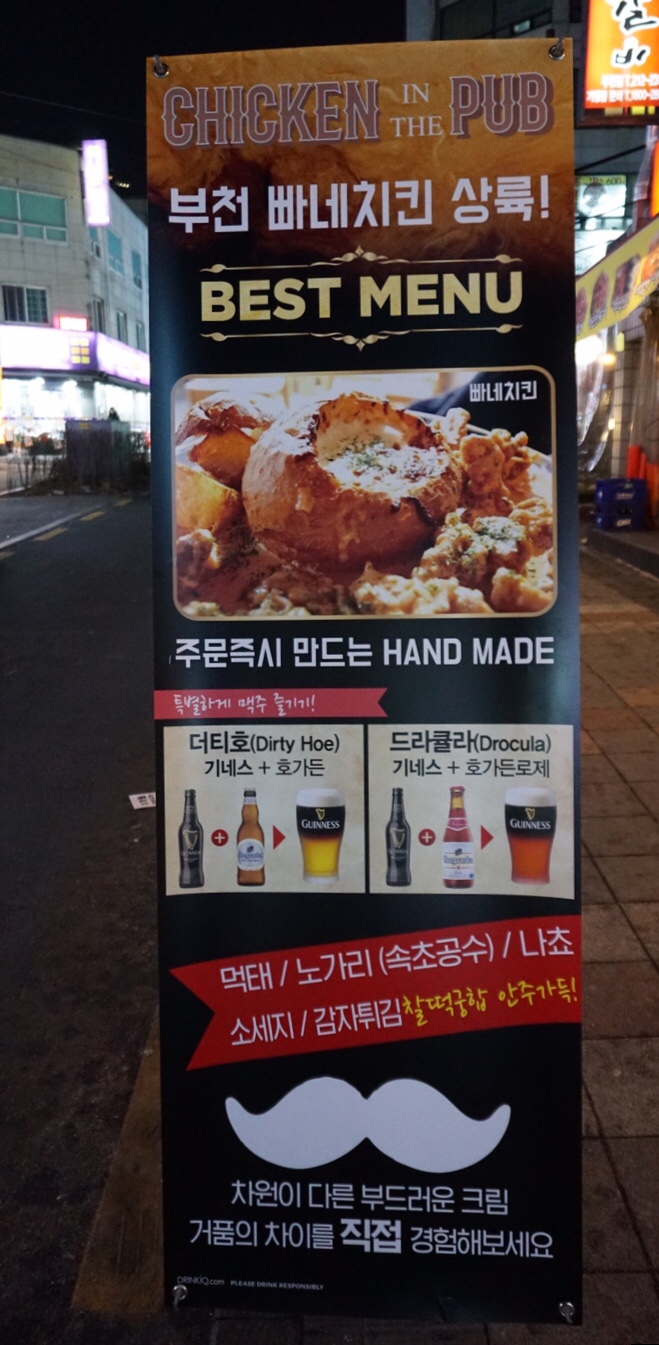 CHICKEN IN THE PUB
부천 빠네치킨 상륙!
BEST MENU
빠네치킨
주문즉시 만드는 HAND MADE
특별하게 맥주 즐기기!
더티호(Dirty Hoe)
기네스 + 호가든
GUINNESS
드라큘라(Drocula)
기네스 + 호가든로제
GUINNESS
먹태 / 노가리 (속초공수) / 나쵸
소세지 / 감자튀김 찰떡궁합 안주가득!
차원이 다른 부드러운 크림
거품의 차이를 직접 경험해보세요
DRINKiQ.com PLEASE DRINK RESPONSIBLY
갈비